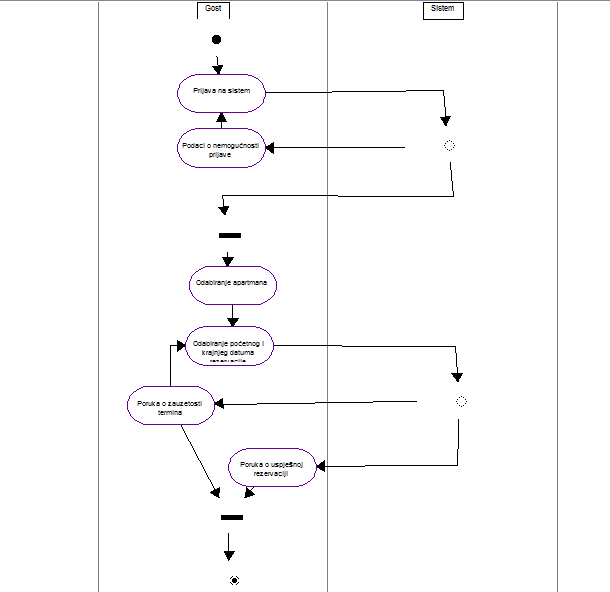 Gost
Sistem
Prijava na sistem
Podaci o nemogućnosti
prijave
Odabiranje apartmana
Odabiranje početnog i
krajnjeg datuma
rezervacije
Poruka o zauzetosti
termina
Poruka o uspješnoj
rezervaciji